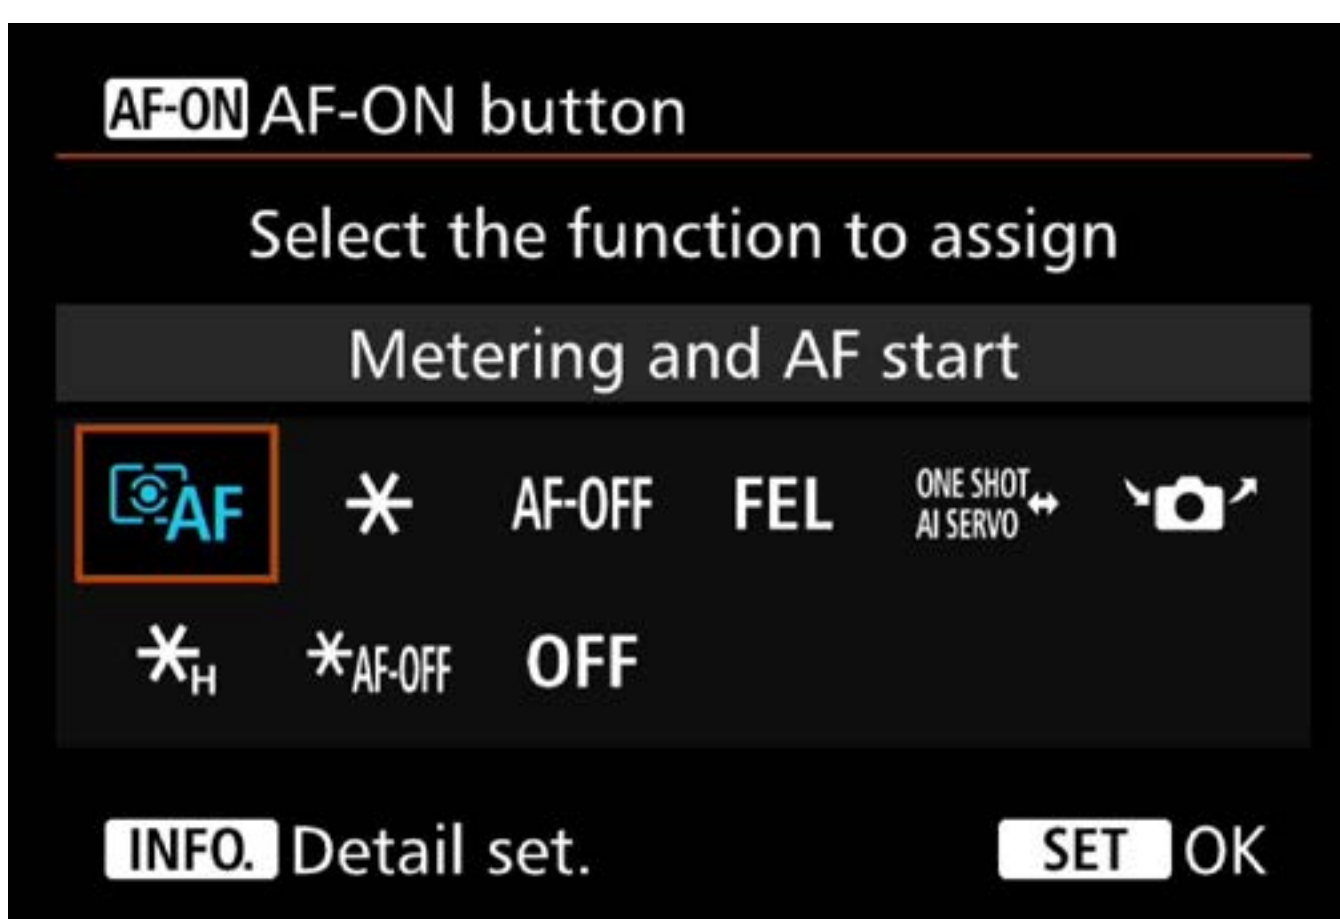 AF-ON AF-ON button
Select the function to assign
Metering and AF start
AF * AF-OFF FEL ONE SHOT AI SERVO
*H *AF-OFF OFF
INFO. Detail set. SET OK